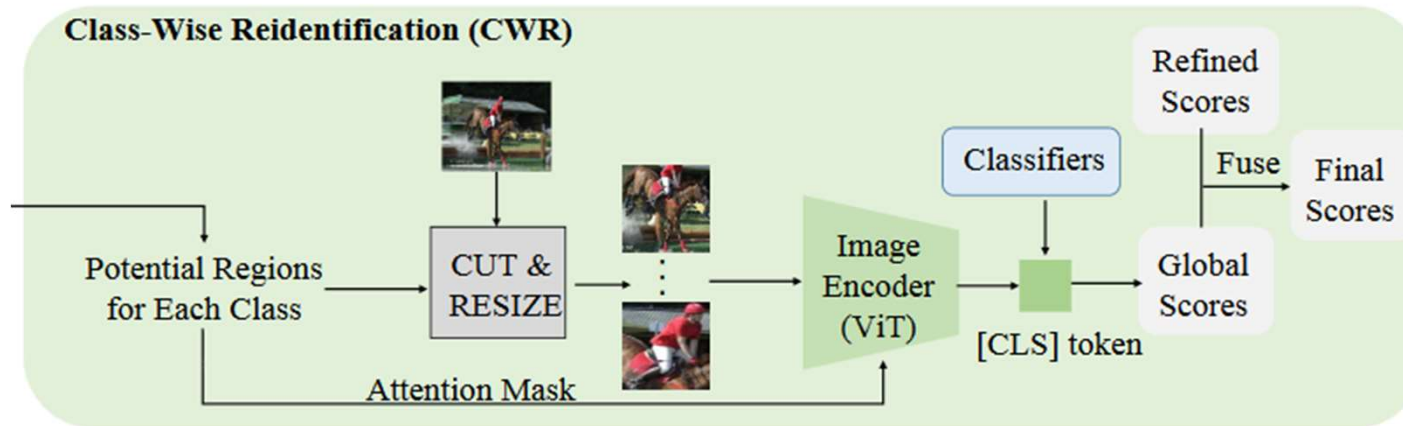 Class-Wise Reidentification (CWR)
Refined
Scores
Classifiers
Fuse
Final
Scores
Potential Regions
for Each Class
CUT &
RESIZE
Image
Encoder
(ViT)
Global
Scores
[CLS] token
Attention Mask